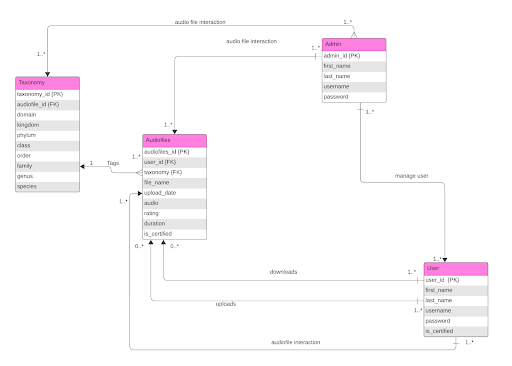 audio file interaction
1..*
Admin
admin_id {PK}
first_name
last_name
username
password
audio file interaction
1..*
1..*
1..*
Taxonomy
taxonomy_id {PK}
audiofile_id {FK}
domain
kingdom
phylum
class
order
family
genus
species
1..*
Audiofiles
audiofiles_id {PK}
user_id {FK}
taxonomy {FK}
file_name
upload_date
audio
rating
duration
is_certified
1
Tags
1..*
1..*
manage user
0..*
0..*
1..*
User
user_id {PK}
first_name
last_name
username
password
is_certified
downloads
1..*
uploads
1..*
audiofile interaction
1..*